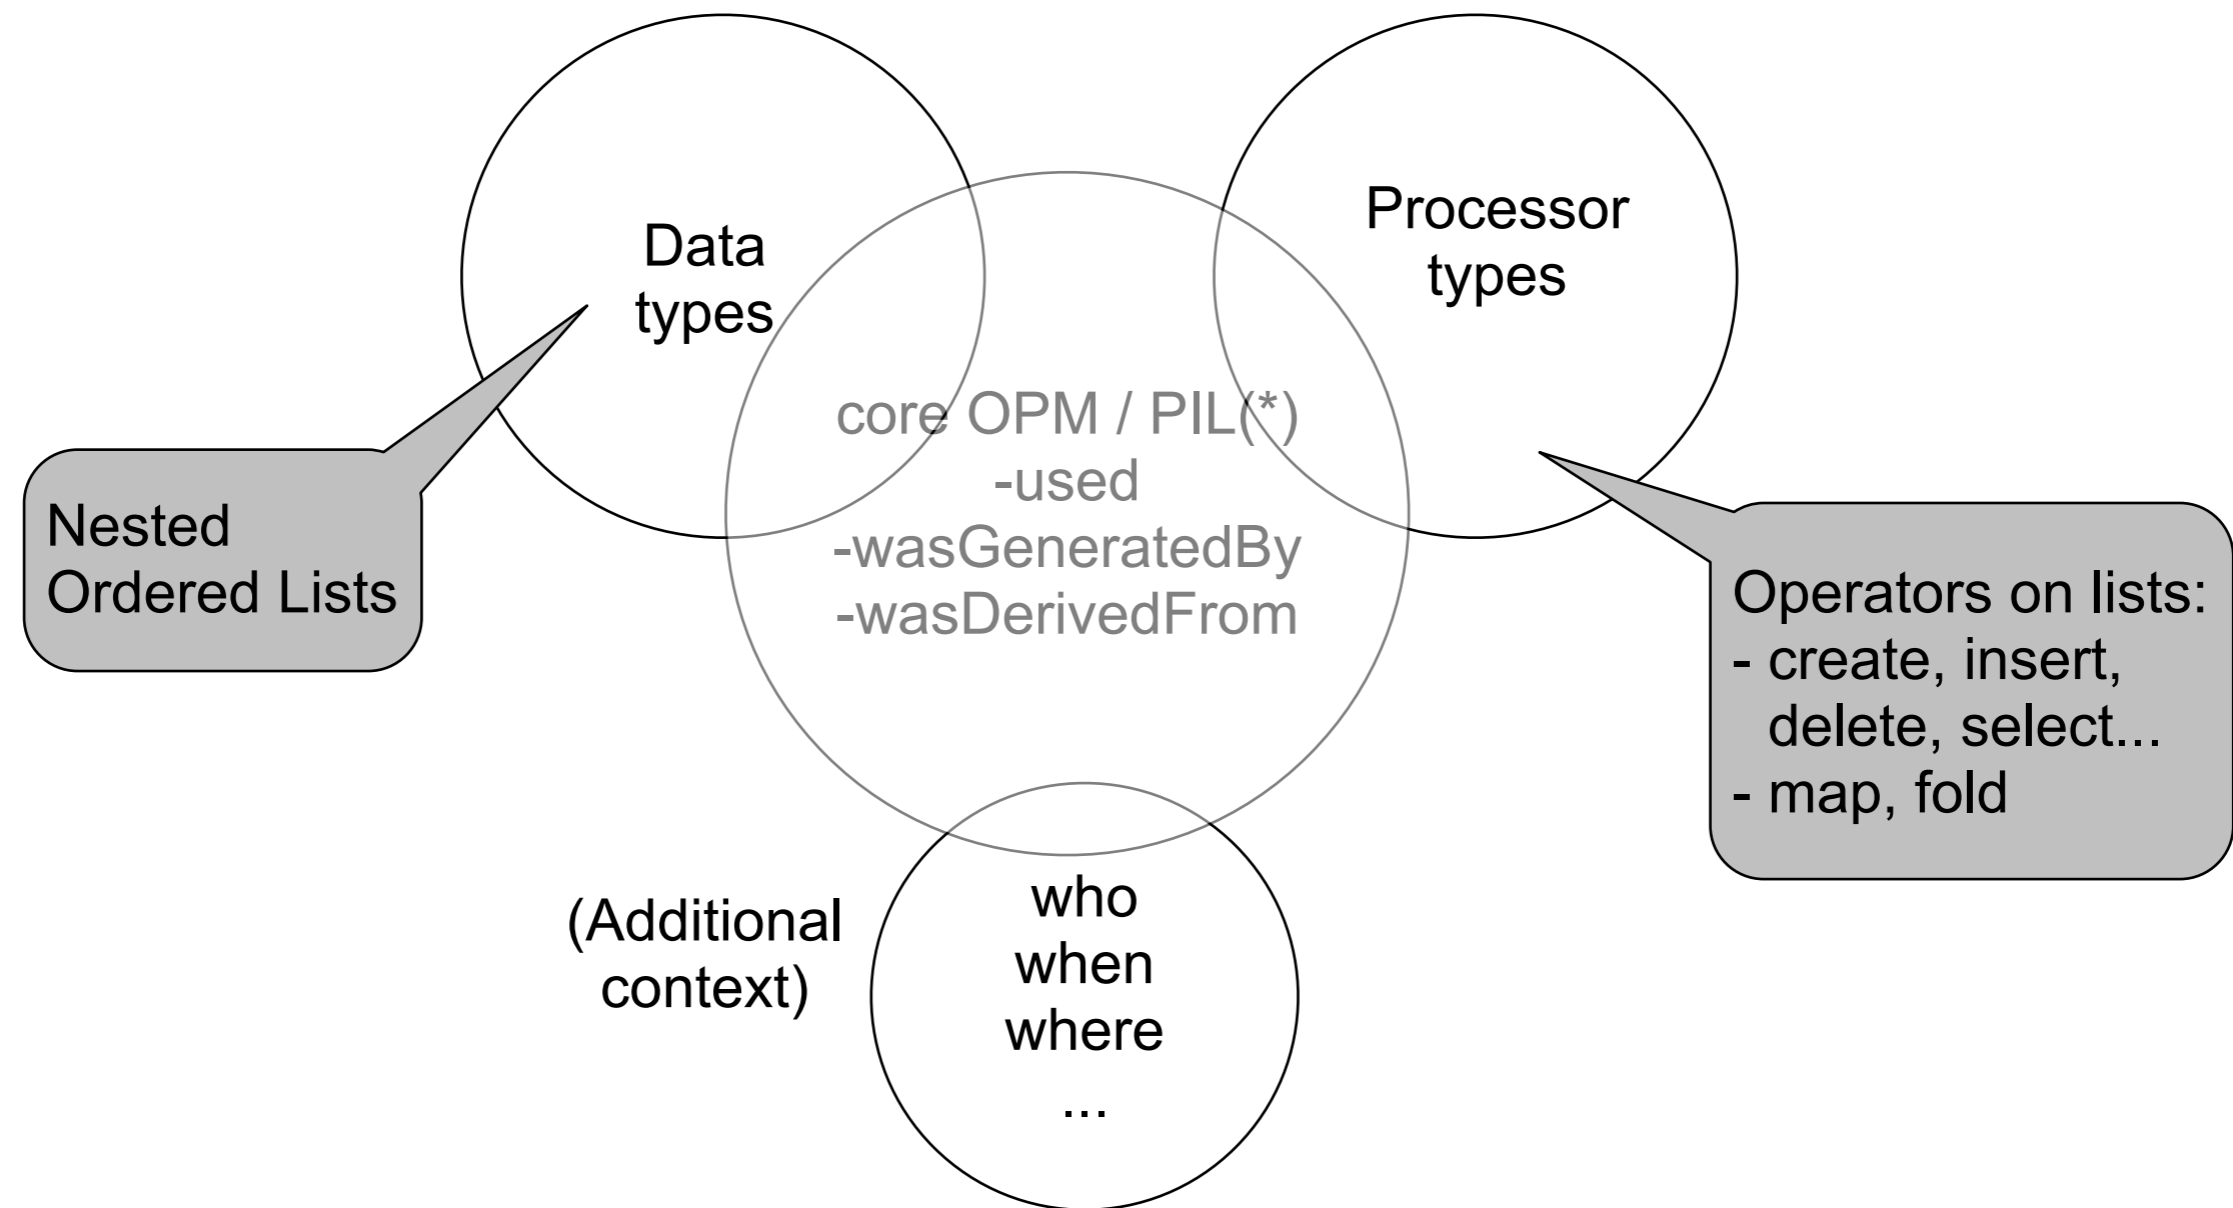 Data
types
Processor
types
core OPM / PIL(*)
-used
-wasGeneratedBy
-wasDerivedFrom
Nested
Ordered Lists
Operators on lists:
- create, insert,
delete, select...
- map, fold
(Additional
context)
who
when
where
...